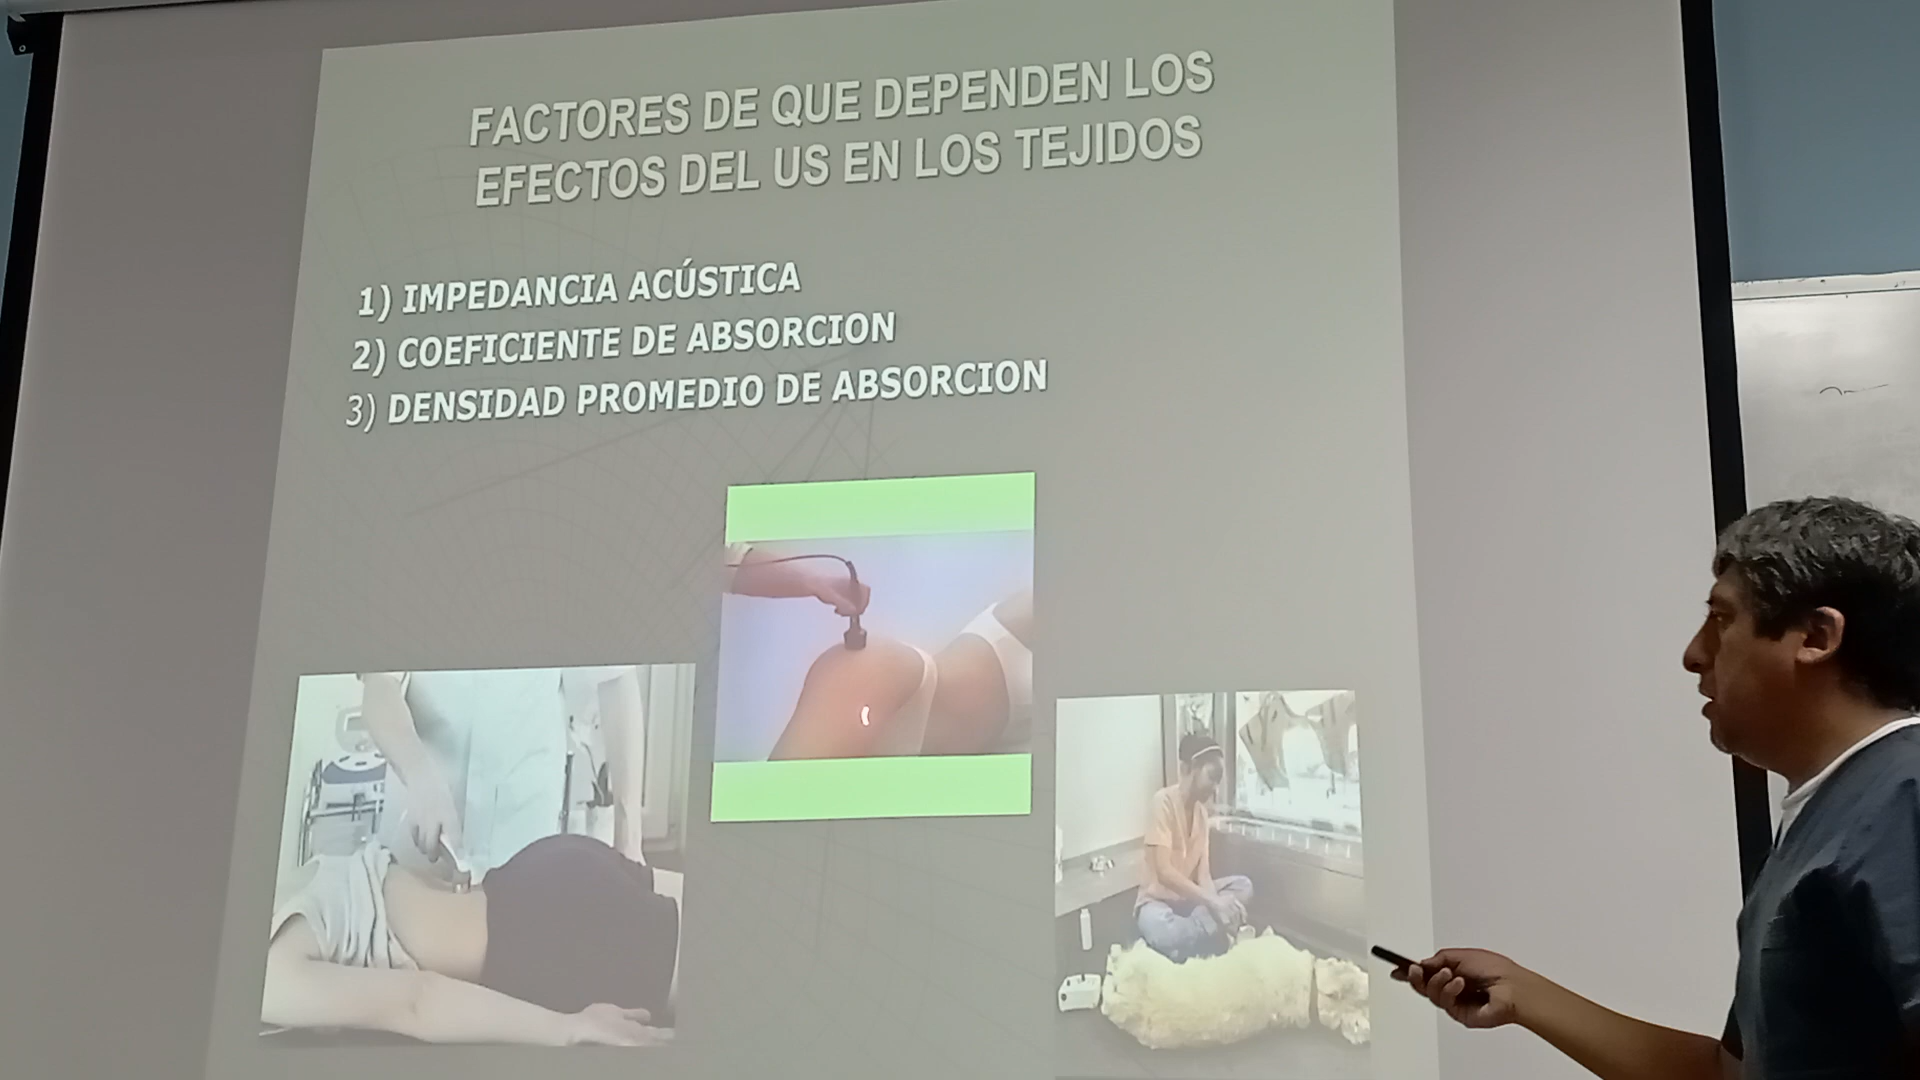 FACTORES DE QUE DEPENDEN LOS
EFECTOS DEL US EN LOS TEJIDOS
1) IMPEDANCIA ACÚSTICA
2) COEFICIENTE DE ABSORCION
3) DENSIDAD PROMEDIO DE ABSORCION